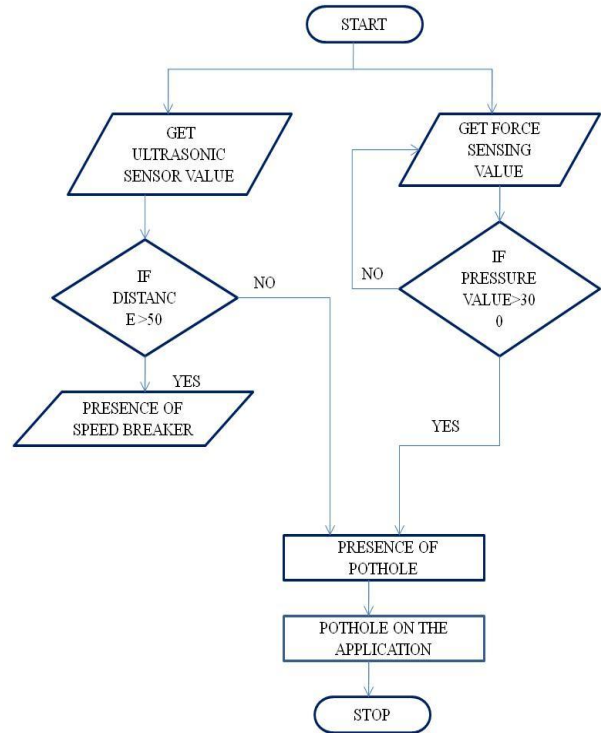 START
GET
ULTRASONIC
SENSOR VALUE
GET FORCE
SENSING
VALUE
IF
DISTANC
E >50
NO
NO
IF
PRESSURE
VALUE>30
0
YES
PRESENCE OF
SPEED BREAKER
YES
PRESENCE OF
POTHOLE
POTHOLE ON THE
APPLICATION
STOP